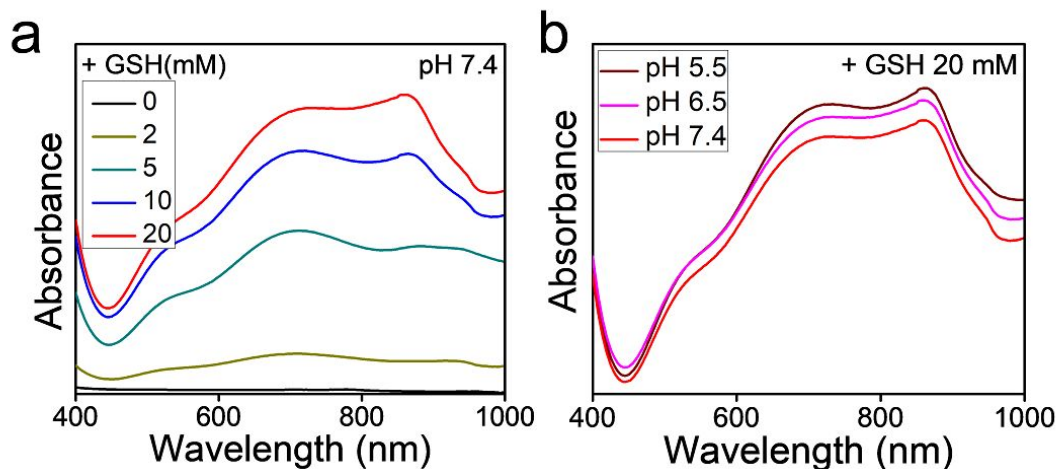 a
+ GSH(mM)
pH 7.4
0
2
5
10
20
Absorbance
400
600
800
1000
Wavelength (nm)
b
pH 5.5
pH 6.5
pH 7.4
+ GSH 20 mM
Absorbance
400
600
800
1000
Wavelength (nm)